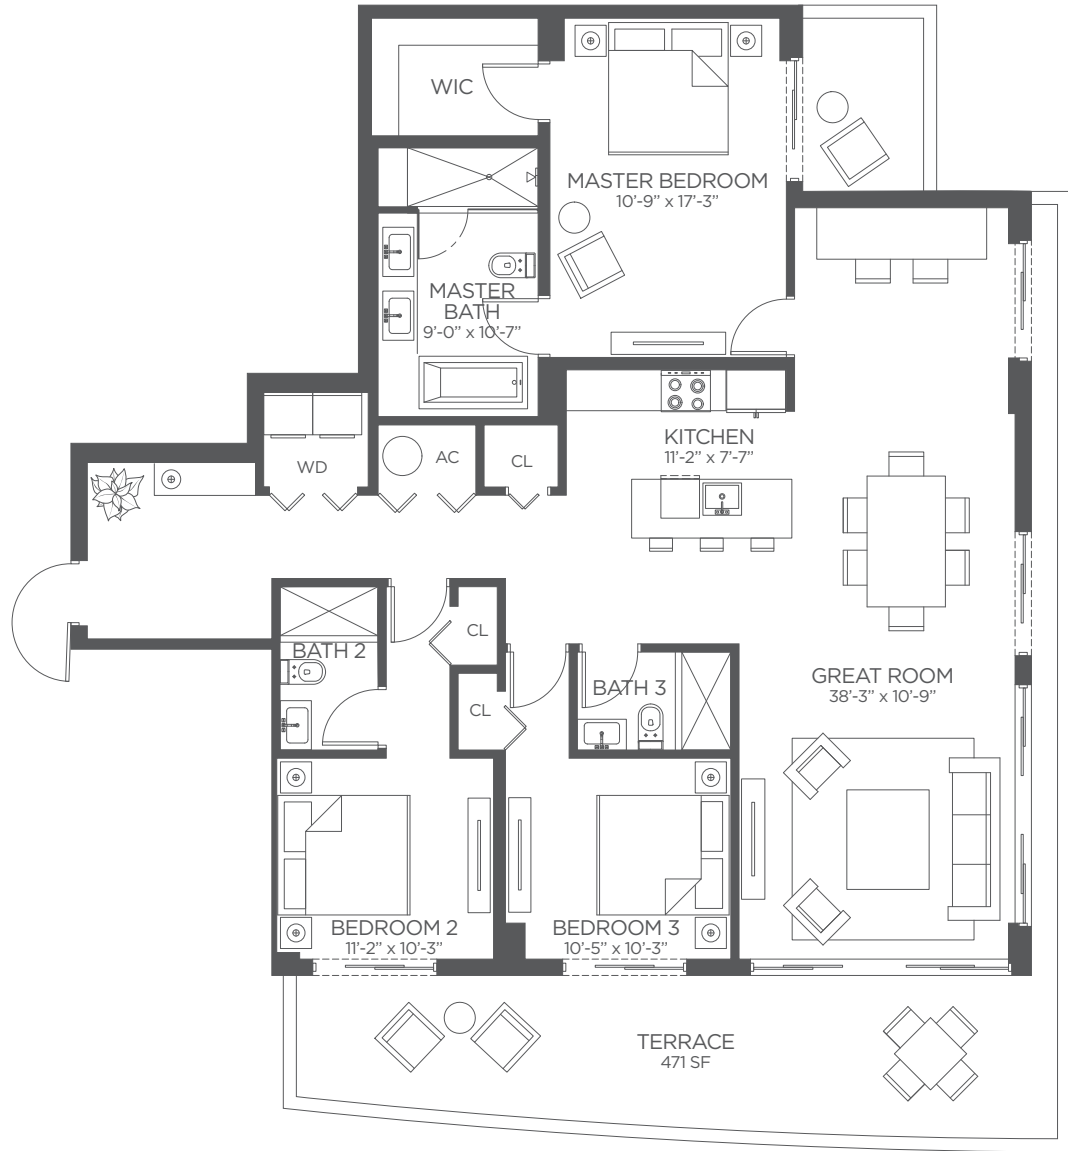 WIC
MASTER BEDROOM
10'-9" x 17'-3"
MASTER
BATH
9'-0" x 10'-7"
KITCHEN
11'-2" x 7'-7"
WD
AC
CL
CL
BATH 2
CL
BATH 3
GREAT ROOM
38'-3" x 10'-9"
BEDROOM 2
11'-2" x 10'-3"
BEDROOM 3
10'-5" x 10'-3"
TERRACE
471 SF